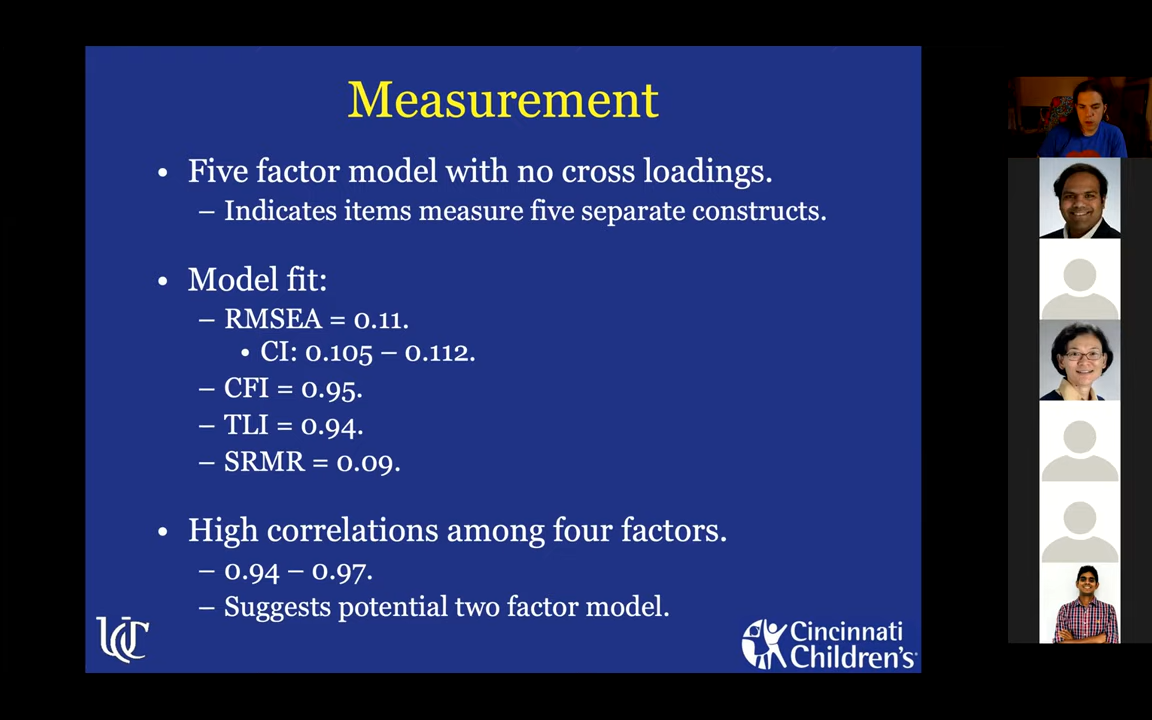 Measurement
• Five factor model with no cross loadings.
– Indicates items measure five separate constructs.
• Model fit:
– RMSEA = 0.11.
• CI: 0.105 – 0.112.
– CFI = 0.95.
– TLI = 0.94.
– SRMR = 0.09.
• High correlations among four factors.
– 0.94 – 0.97.
– Suggests potential two factor model.
UC
Cincinnati
Children's